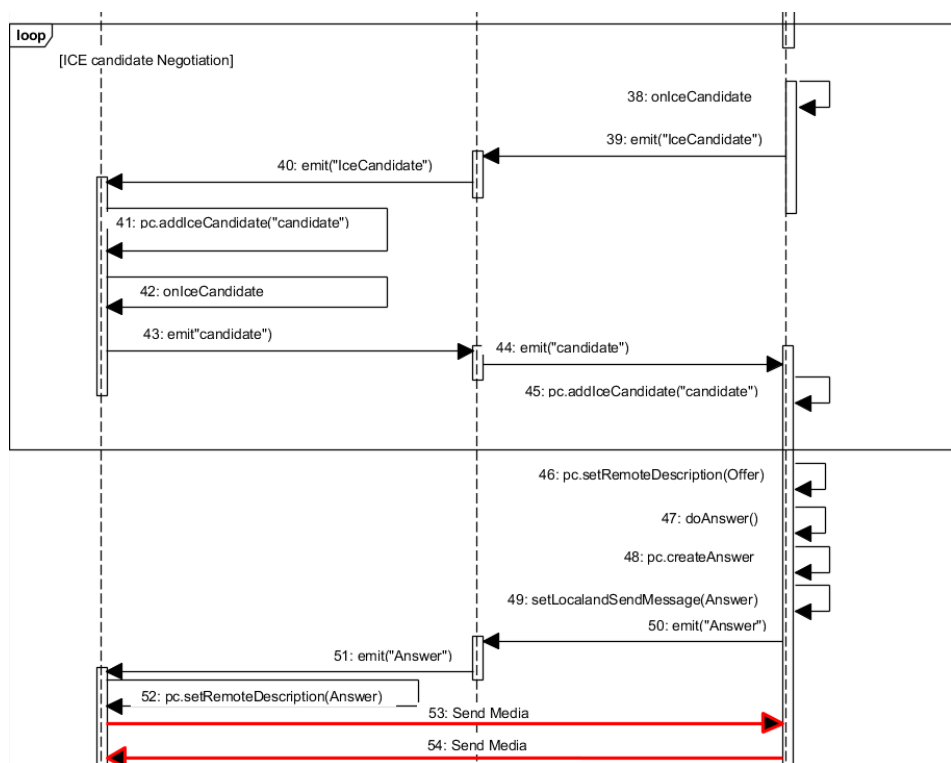 loop
[ICE candidate Negotiation]
38: onIceCandidate
39: emit("IceCandidate")
40: emit("IceCandidate")
41: pc.addIceCandidate("candidate")
42: onIceCandidate
43: emit"candidate")
44: emit("candidate")
45: pc.addIceCandidate("candidate")
46: pc.setRemoteDescription(Offer)
47: doAnswer()
48: pc.createAnswer
49: setLocalandSendMessage(Answer)
50: emit("Answer")
51: emit("Answer")
52: pc.setRemoteDescription(Answer)
53: Send Media
54: Send Media